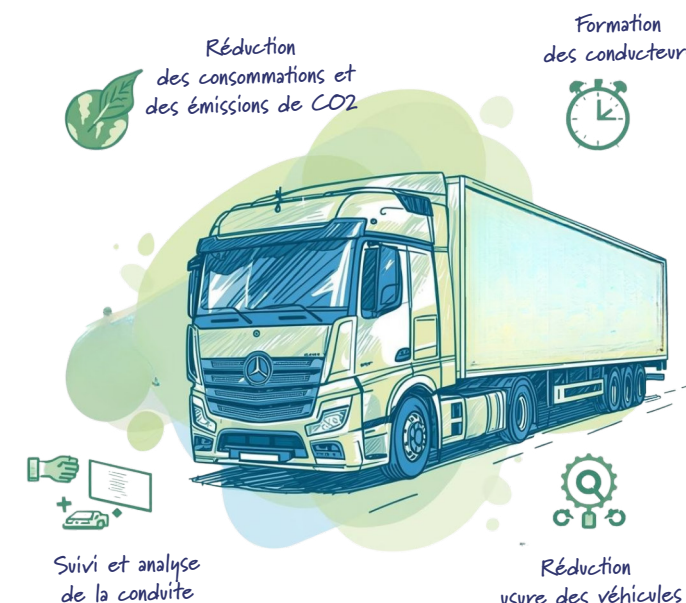 Réduction
des consommations et
des émissions de CO2
Formation
des conducteur
Suivi et analyse
de la conduite
Réduction
usure des véhicules